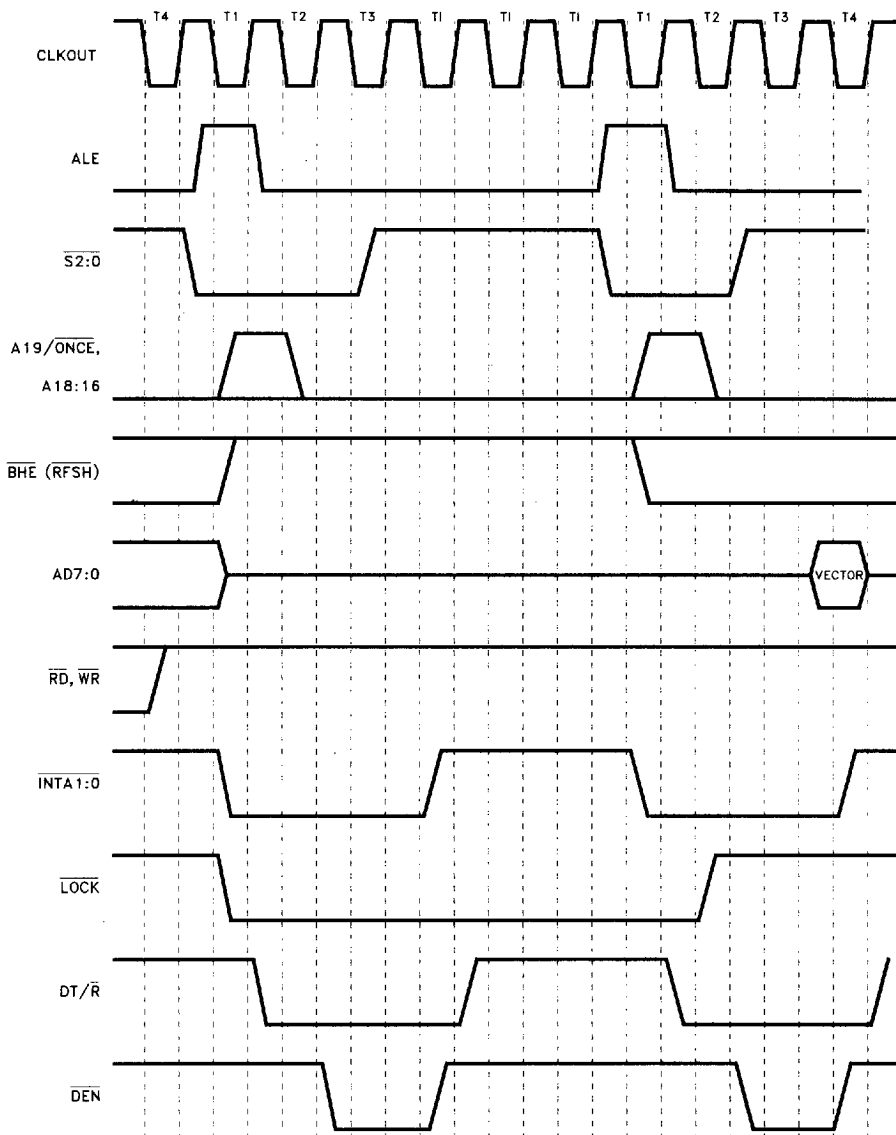 T4 T1 T2 T3 TI TI TI T1 T2 T3 T4
CLKOUT
ALE
S2:0
A19/ONCE,
A18:16
BHE (RFSH)
AD7:0
VECTOR
RD, WR
INTA1:0
LOCK
DT/R
DEN